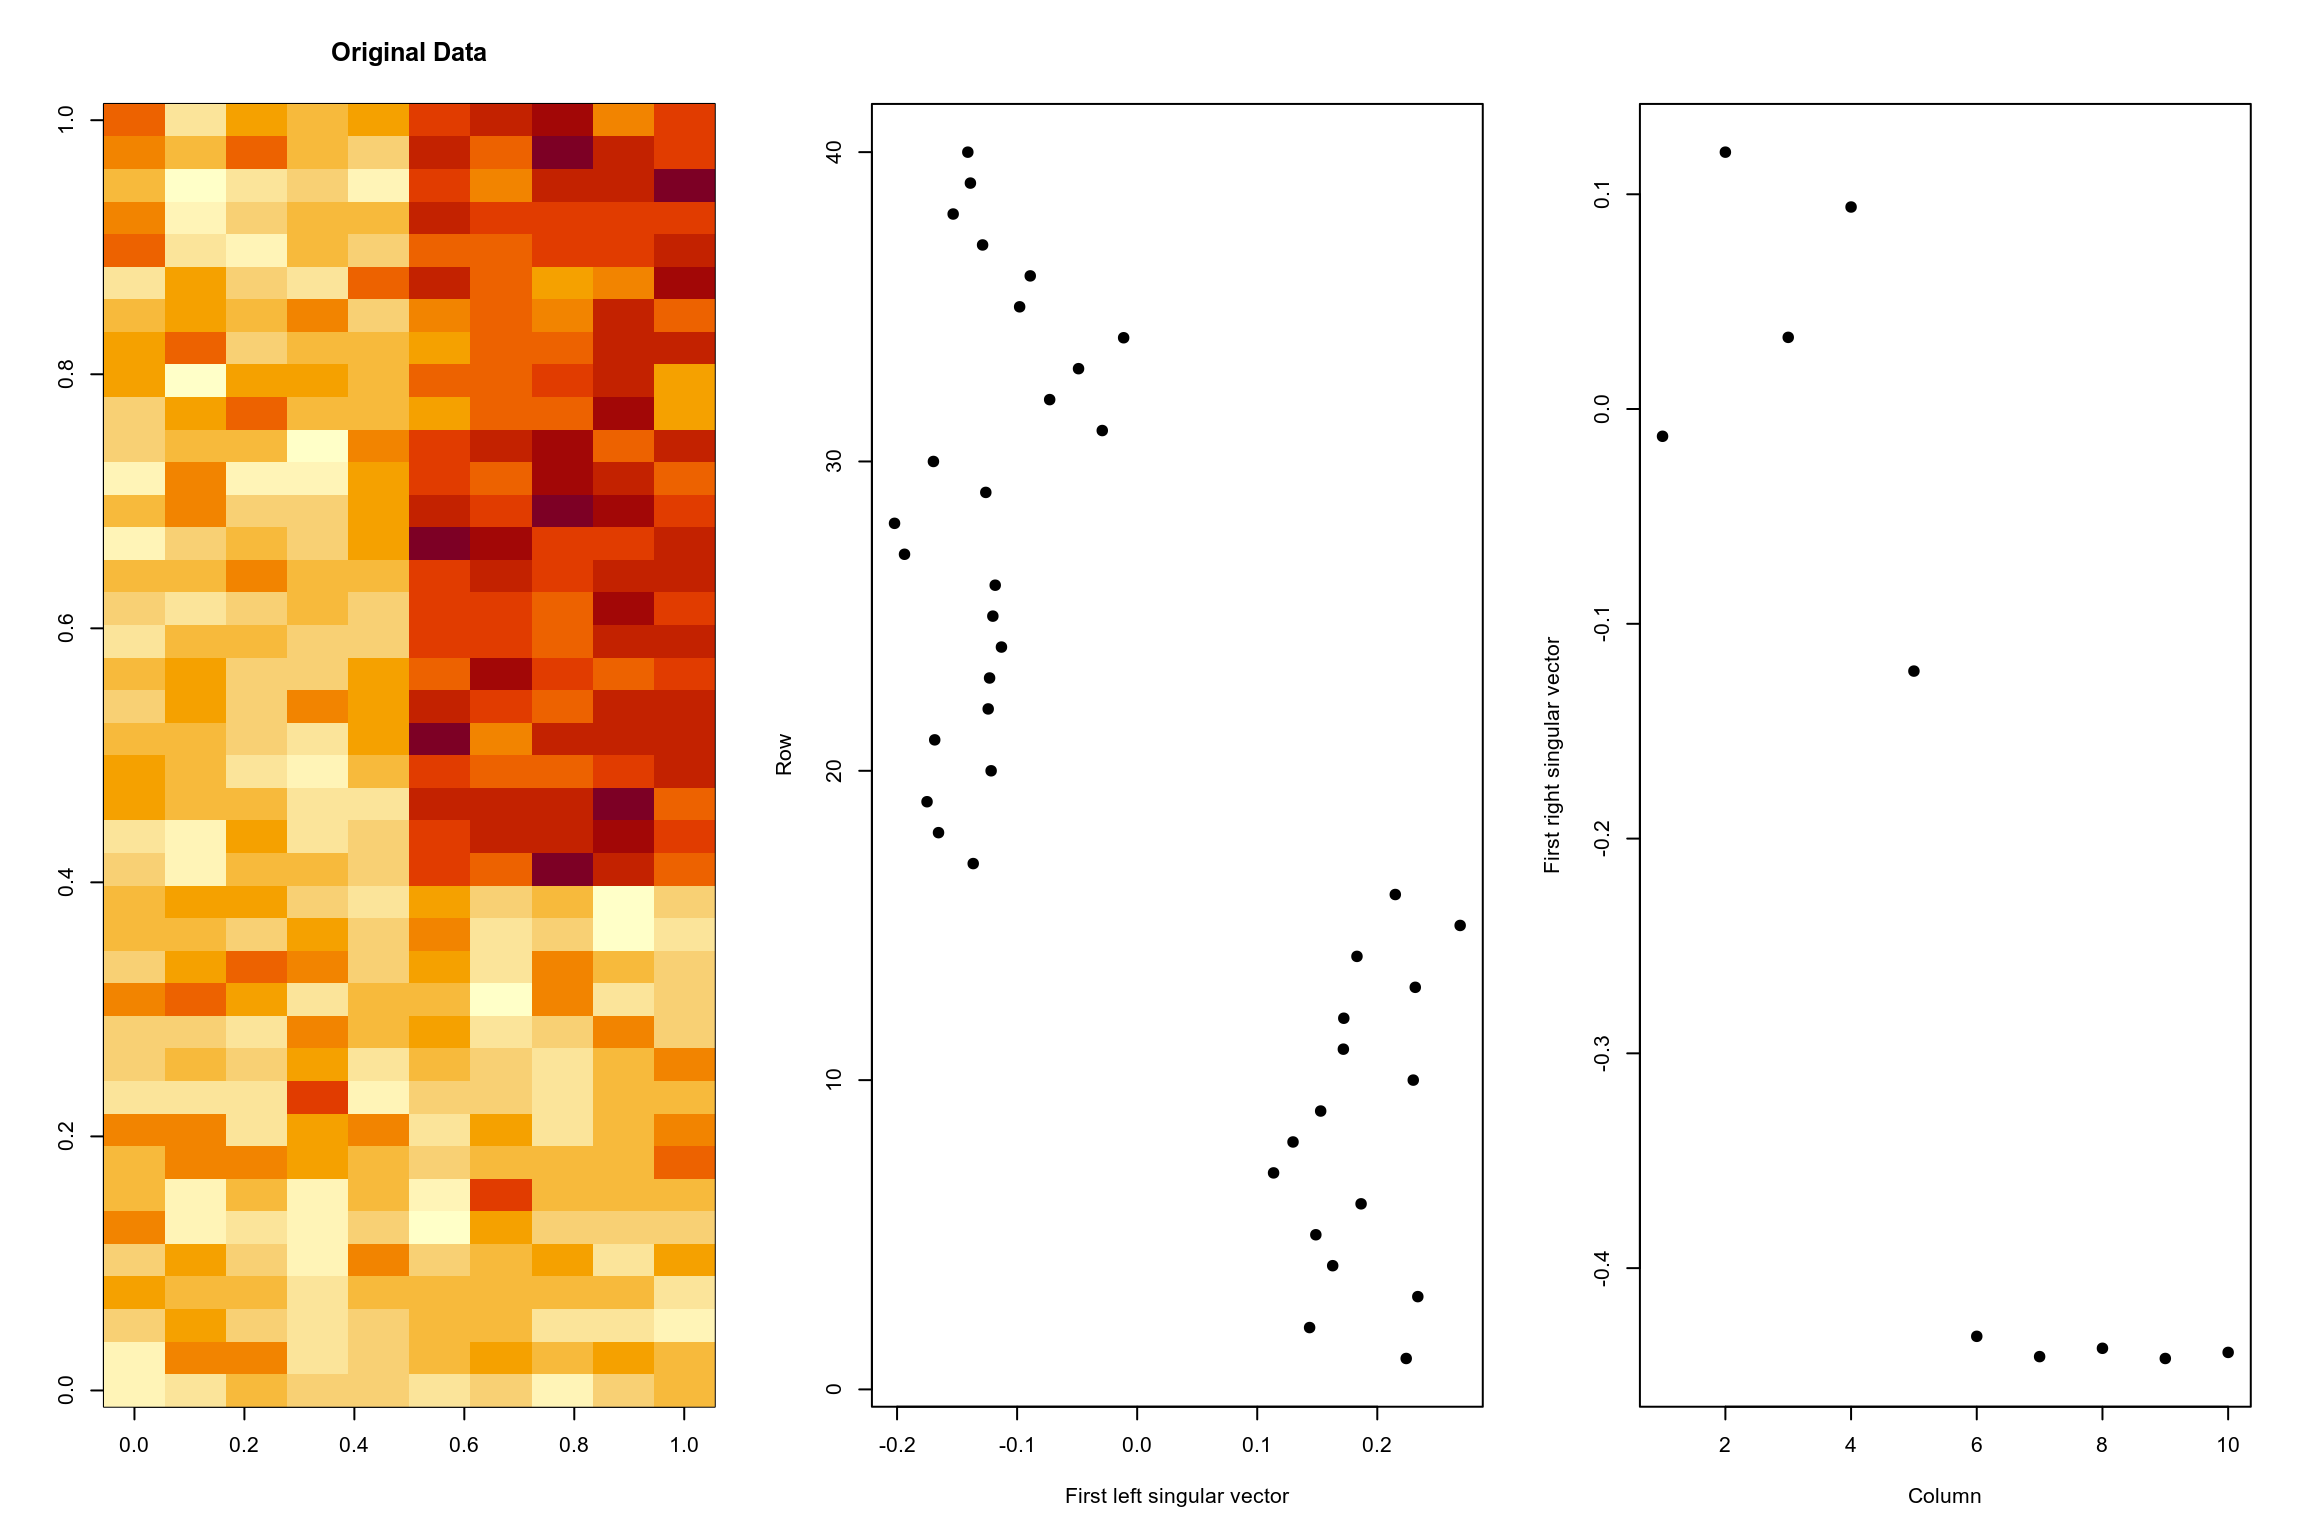 Original Data
1.0
0.8
0.6
0.4
0.2
0.0
0.0 0.2 0.4 0.6 0.8 1.0
Row
40
30
20
10
0
-0.2 -0.1 0.0 0.1 0.2
First left singular vector
First right singular vector
0.1
0.0
-0.1
-0.2
-0.3
-0.4
2 4 6 8 10
Column